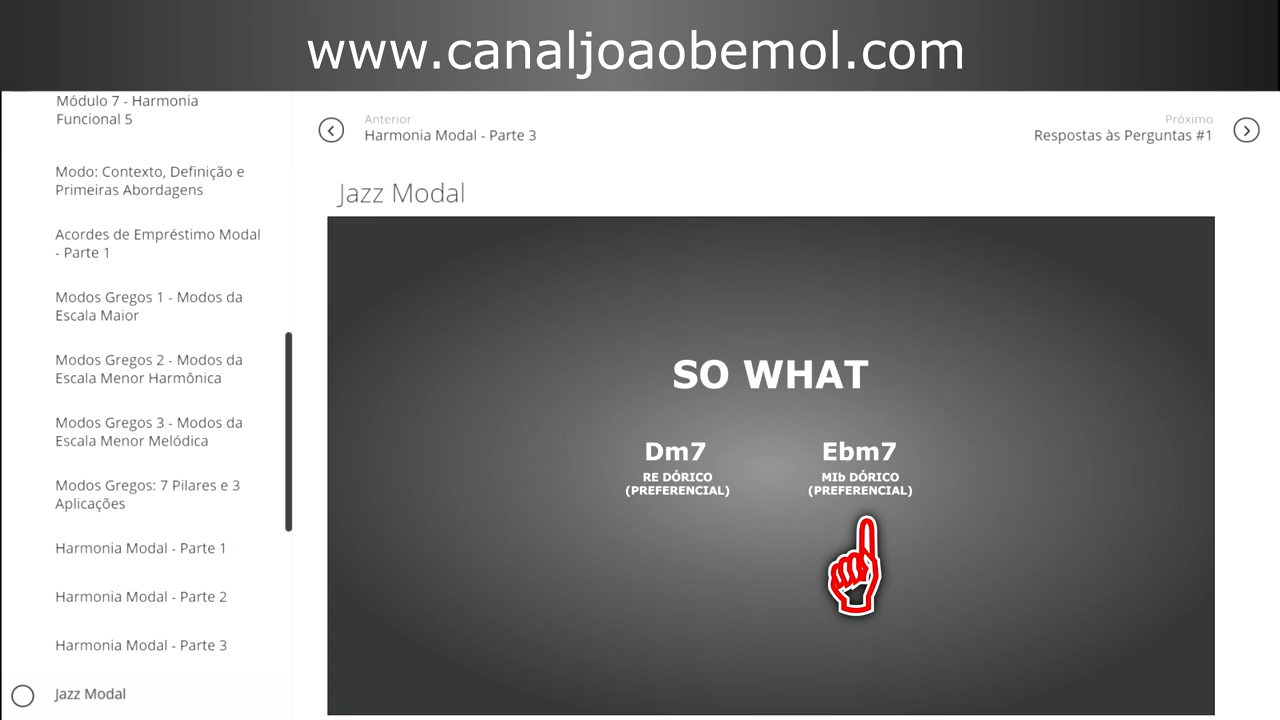 www.canaljoaobemol.com
Módulo 7 - Harmonia
Funcional 5
Modo: Contexto, Definição e
Primeiras Abordagens
Acordes de Empréstimo Modal
- Parte 1
Modos Gregos 1 - Modos da
Escala Maior
Modos Gregos 2 - Modos da
Escala Menor Harmônica
Modos Gregos 3 - Modos da
Escala Menor Melódica
Modos Gregos: 7 Pilares e 3
Aplicações
Harmonia Modal - Parte 1
Harmonia Modal - Parte 2
Harmonia Modal - Parte 3
Jazz Modal
Anterior
Harmonia Modal - Parte 3
Próximo
Respostas às Perguntas #1
Jazz Modal
SO WHAT
Dm7
RE DÓRICO
(PREFERENCIAL)
Ebm7
MIb DÓRICO
(PREFERENCIAL)